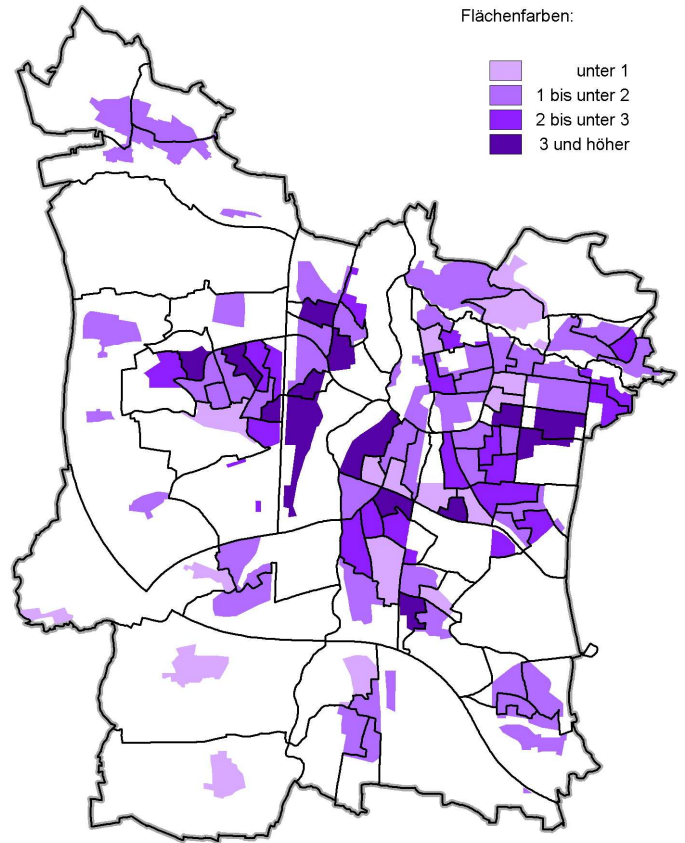 Flächenfarben:
unter 1
1 bis unter 2
2 bis unter 3
3 und höher